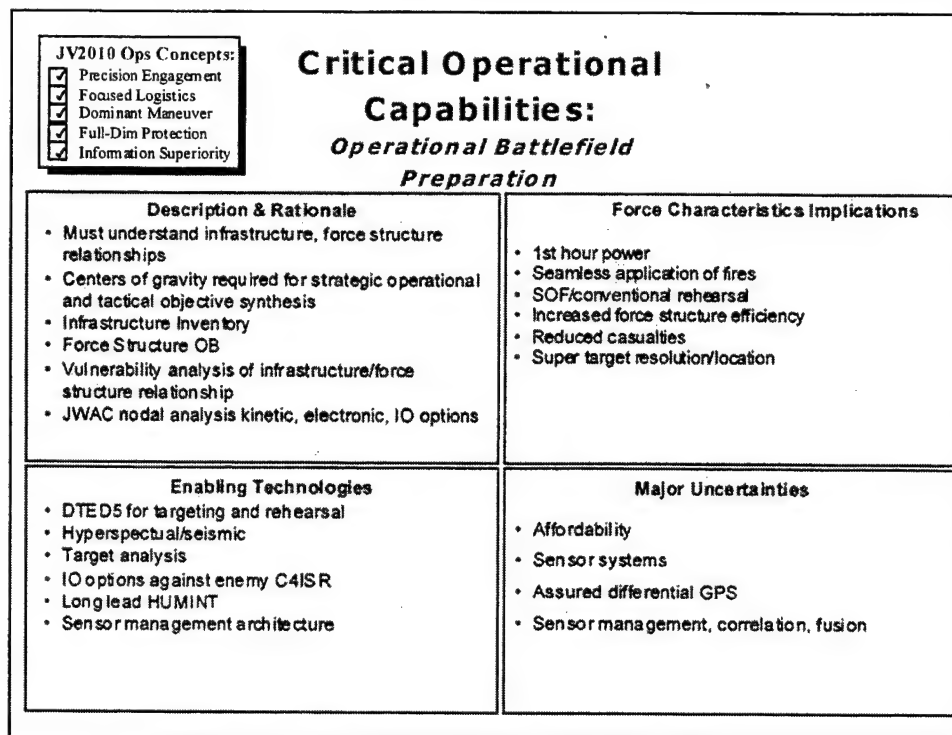 JV2010 Ops Concepts:
Precision Engagement
Focused Logistics
Dominant Maneuver
Full-Dim Protection
Information Superiority
Critical Operational
Capabilities:
Operational Battlefield
Preparation
Description & Rationale
• Must understand infrastructure, force structure
relationships
• Centers of gravity required for strategic operational
and tactical objective synthesis
• Infrastructure Inventory
• Force Structure OB
• Vulnerability analysis of infrastructure/force
structure relationship
• JWAC nodal analysis kinetic, electronic, IO options
Force Characteristics Implications
• 1st hour power
• Seamless application of fires
• SOF/conventional rehearsal
• Increased force structure efficiency
• Reduced casualties
• Super target resolution/location
Enabling Technologies
• DTED5 for targeting and rehearsal
• Hyperspectual/seismic
• Target analysis
• IO options against enemy C4ISR
• Long lead HUMINT
• Sensor management architecture
Major Uncertainties
• Affordability
• Sensor systems
• Assured differential GPS
• Sensor management, correlation, fusion